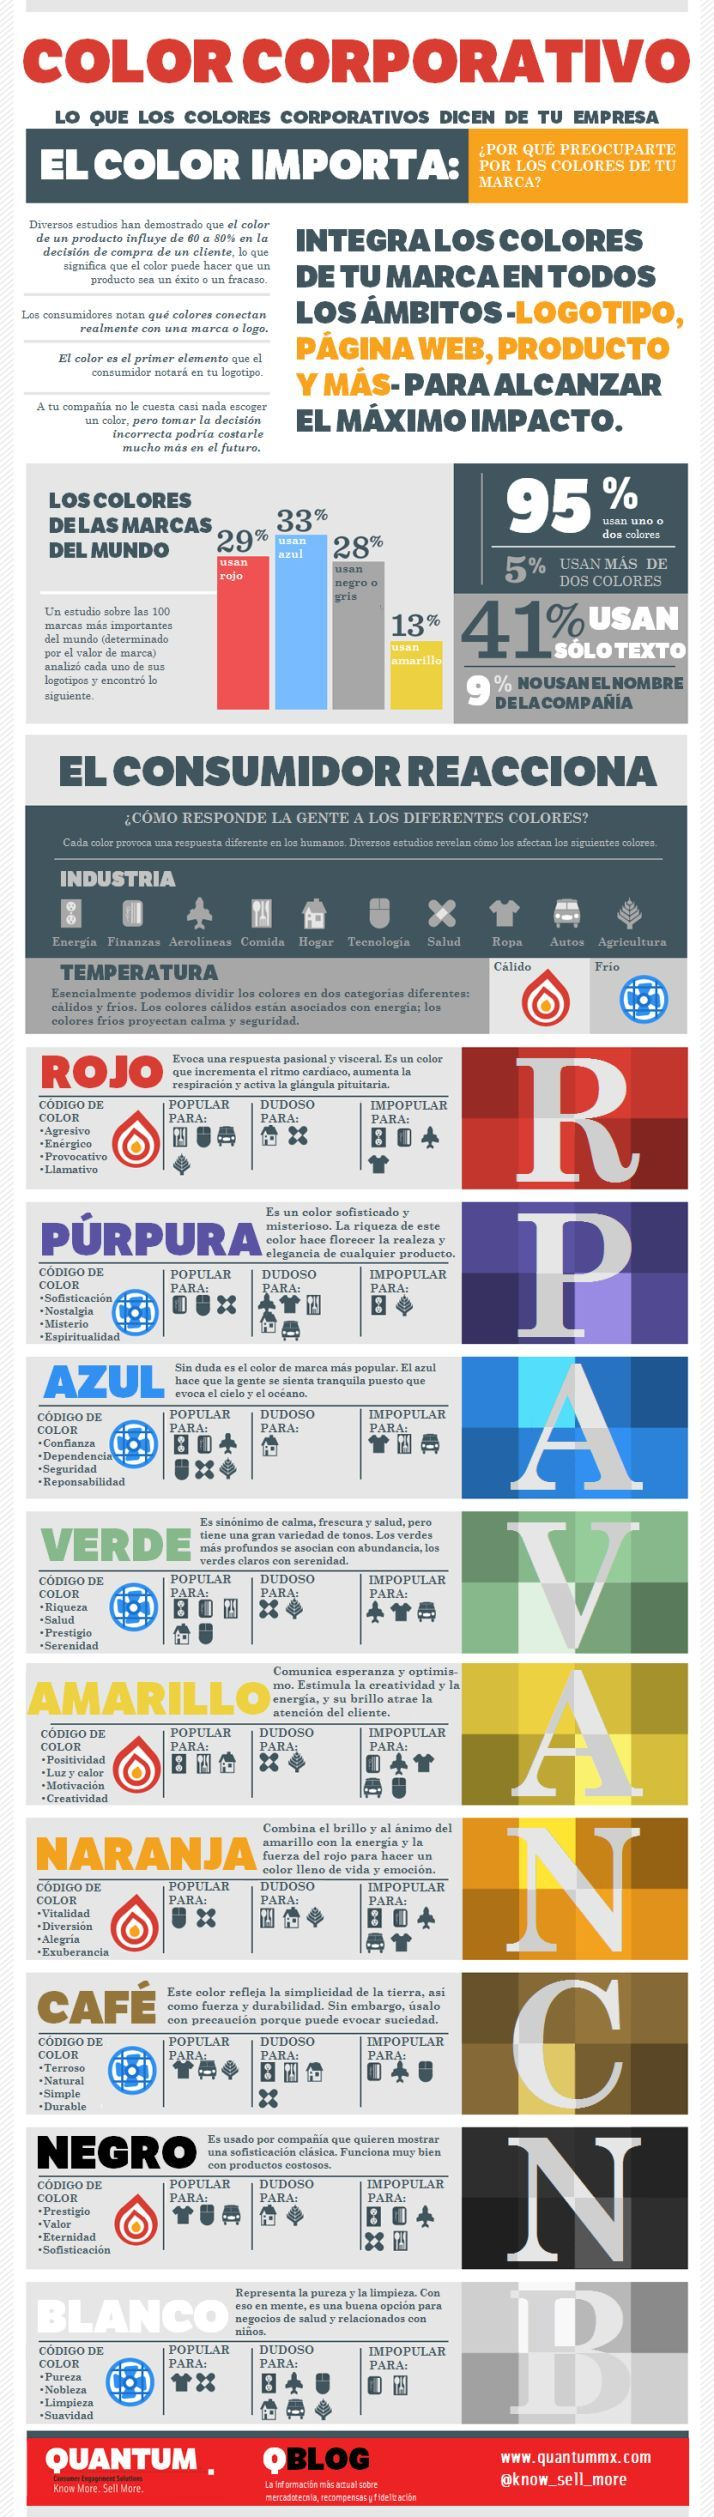 COLOR CORPORATIVO
LO QUE LOS COLORES CORPORATIVOS DICEN DE TU EMPRESA
EL COLOR IMPORTA:
¿POR QUÉ PREOCUPARTE
POR LOS COLORES DE TU
MARCA?
Diversos estudios han demostrado que el color
de un producto influye de 60 a 80% en la
decisión de compra de un cliente, lo que
significa que el color puede hacer que un
producto sea un éxito o un fracaso.
Los consumidores notan qué colores conectan
realmente con una marca o logo.
El color es el primer elemento que el
consumidor notará en tu logotipo.
A tu compañía no le cuesta casi nada escoger
un color, pero tomar la decisión
incorrecta podría costarle
mucho más en el futuro.
INTEGRA LOS COLORES
DE TU MARCA EN TODOS
LOS ÁMBITOS -LOGOTIPO,
PÁGINA WEB, PRODUCTO
Y MÁS- PARA ALCANZAR
EL MÁXIMO IMPACTO.
LOS COLORES
DE LAS MARCAS
DEL MUNDO
Un estudio sobre las 100
marcas más importantes
del mundo (determinado
por el valor de marca)
analizó cada uno de sus
logotipos y encontró lo
siguiente.
29%
usan
rojo
33%
usan
azul
28%
usan
negro o
gris
13%
usan
amarillo
95%
usan uno o
dos colores
5% USAN MÁS DE
DOS COLORES
41% USAN
SÓLO TEXTO
9% NO USAN EL NOMBRE
DE LA COMPAÑÍA
EL CONSUMIDOR REACCIONA
¿CÓMO RESPONDE LA GENTE A LOS DIFERENTES COLORES?
Cada color provoca una respuesta diferente en los humanos. Diversos estudios revelan cómo los afectan los siguientes colores.
INDUSTRIA
Energía Finanzas Aerolíneas Comida Hogar Tecnología Salud Ropa Autos Agricultura
TEMPERATURA
Esencialmente podemos dividir los colores en dos categorías diferentes:
cálidos y fríos. Los colores cálidos están asociados con energía; los
colores fríos proyectan calma y seguridad.
Cálido
Frío
ROJO
Evoca una respuesta pasional y visceral. Es un color
que incrementa el ritmo cardíaco, aumenta la
respiración y activa la glángula pituitaria.
CÓDIGO DE
COLOR
•Agresivo
•Enérgico
•Provocativo
•Llamativo
POPULAR
PARA:
DUDOSO
PARA:
IMPOPULAR
PARA:
R
PÚRPURA
Es un color sofisticado y
misterioso. La riqueza de este
color hace florecer la realeza y
elegancia de cualquier producto.
CÓDIGO DE
COLOR
•Sofisticación
•Nostalgia
•Misterio
•Espiritualidad
POPULAR
PARA:
DUDOSO
PARA:
IMPOPULAR
PARA:
P
AZUL
Sin duda es el color de marca más popular. El azul
hace que la gente se sienta tranquila puesto que
evoca el cielo y el océano.
CÓDIGO DE
COLOR
•Confianza
•Dependencia
•Seguridad
•Reponsabilidad
POPULAR
PARA:
DUDOSO
PARA:
IMPOPULAR
PARA:
A
VERDE
Es sinónimo de calma, frescura y salud, pero
tiene una gran variedad de tonos. Los verdes
más profundos se asocian con abundancia, los
verdes claros con serenidad.
CÓDIGO DE
COLOR
•Riqueza
•Salud
•Prestigio
•Serenidad
POPULAR
PARA:
DUDOSO
PARA:
IMPOPULAR
PARA:
V
AMARILLO
Comunica esperanza y optimis-
mo. Estimula la creatividad y la
energía, y su brillo atrae la
atención del cliente.
CÓDIGO DE
COLOR
•Positividad
•Luz y calor
•Motivación
•Creatividad
POPULAR
PARA:
DUDOSO
PARA:
IMPOPULAR
PARA:
A
NARANJA
Combina el brillo y al ánimo del
amarillo con la energía y la
fuerza del rojo para hacer un
color lleno de vida y emoción.
CÓDIGO DE
COLOR
•Vitalidad
•Diversión
•Alegría
•Exuberancia
POPULAR
PARA:
DUDOSO
PARA:
IMPOPULAR
PARA:
N
CAFÉ
Este color refleja la simplicidad de la tierra, así
como fuerza y durabilidad. Sin embargo, úsalo
con precaución porque puede evocar suciedad.
CÓDIGO DE
COLOR
•Terroso
•Natural
•Simple
•Durable
POPULAR
PARA:
DUDOSO
PARA:
IMPOPULAR
PARA:
C
NEGRO
Es usado por compañía que quieren mostrar
una sofisticación clásica. Funciona muy bien
con productos costosos.
CÓDIGO DE
COLOR
•Prestigio
•Valor
•Eternidad
•Sofisticación
POPULAR
PARA:
DUDOSO
PARA:
IMPOPULAR
PARA:
N
BLANCO
Representa la pureza y la limpieza. Con
eso en mente, es una buena opción para
negocios de salud y relacionados con
niños.
CÓDIGO DE
COLOR
•Pureza
•Nobleza
•Limpieza
•Suavidad
POPULAR
PARA:
DUDOSO
PARA:
IMPOPULAR
PARA:
B
QUANTUM.
Consumer Engagement Solutions
Know More. Sell More.
QBLOG
La información más actual sobre
mercadotecnia, recompensas y fidelización
www.quantummx.com
@know_sell_more